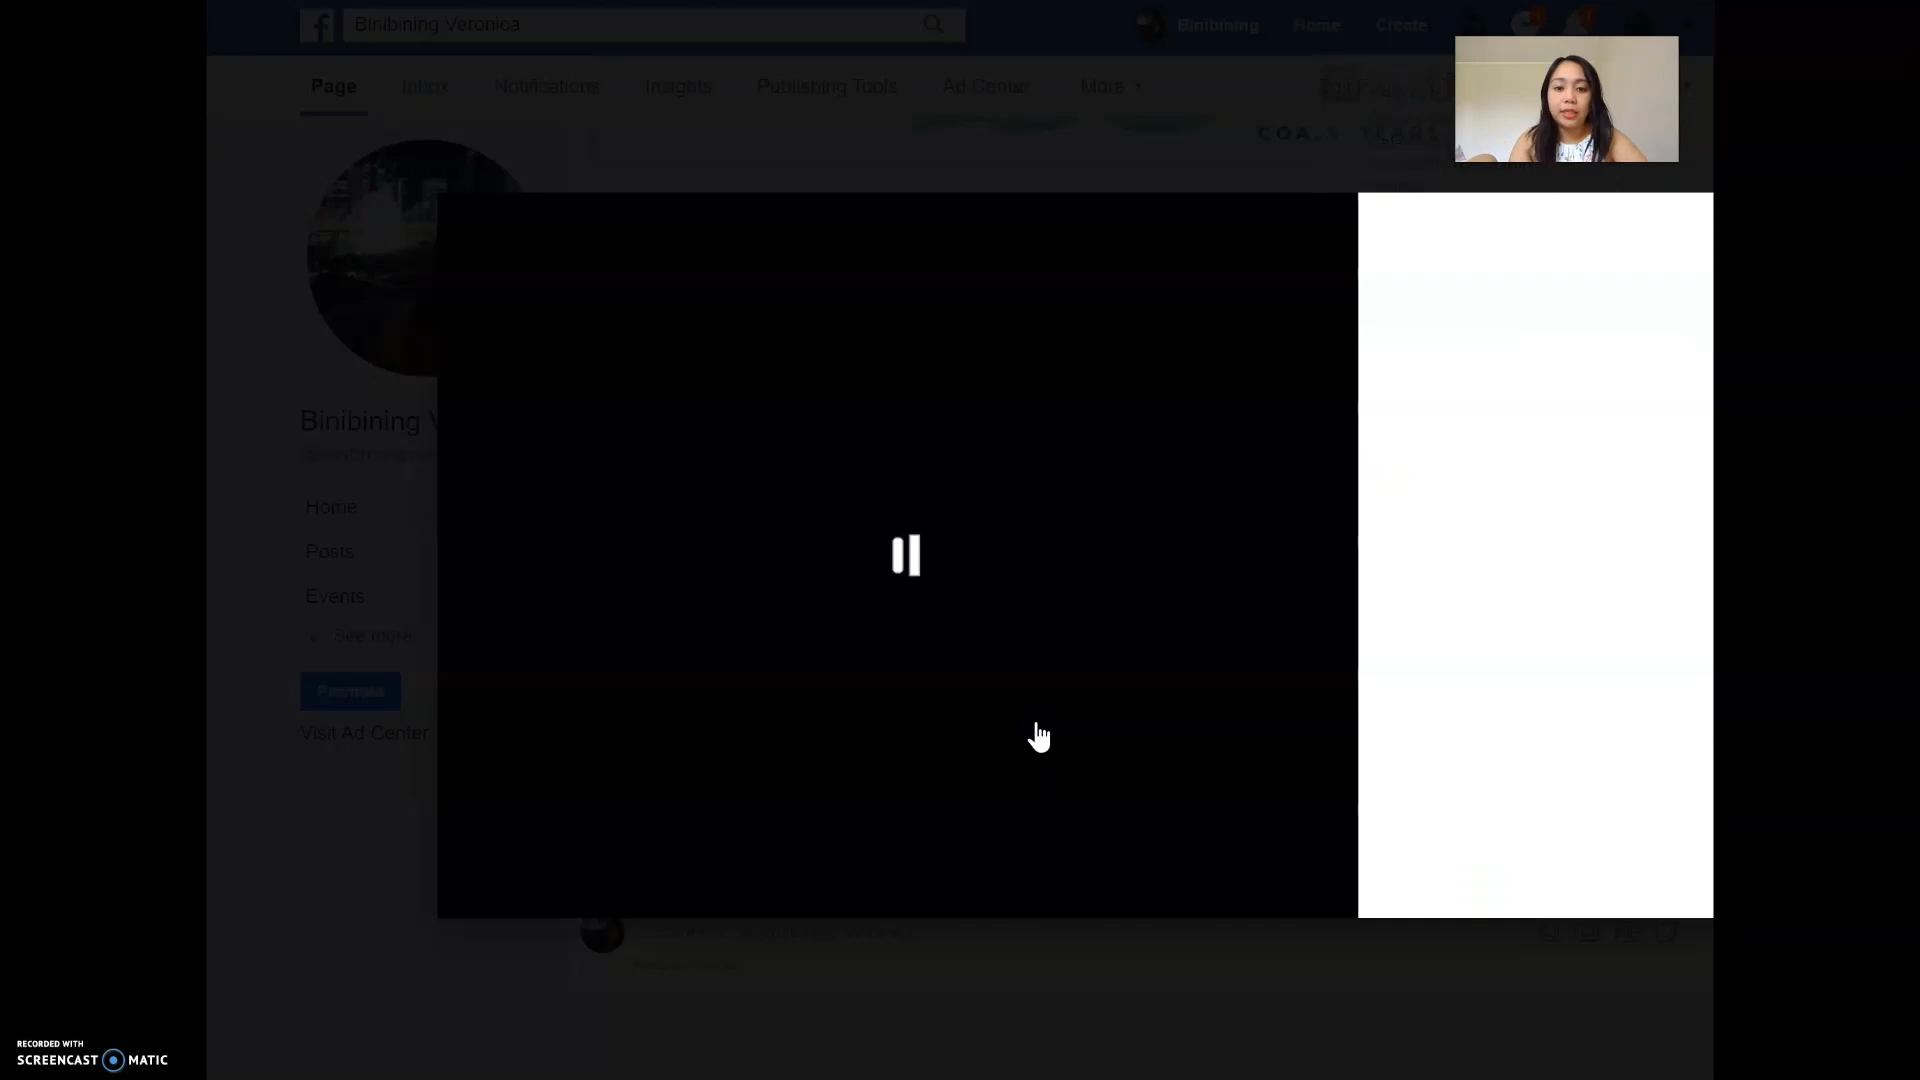 Binibining Veronica
Binibining
Home
Create
Page
Inbox
Notifications
Insights
Publishing Tools
Ad Center
More
Binibining V
Home
Posts
Events
See more
Promote
Visit Ad Center
RECORDED WITH
SCREENCAST MATIC